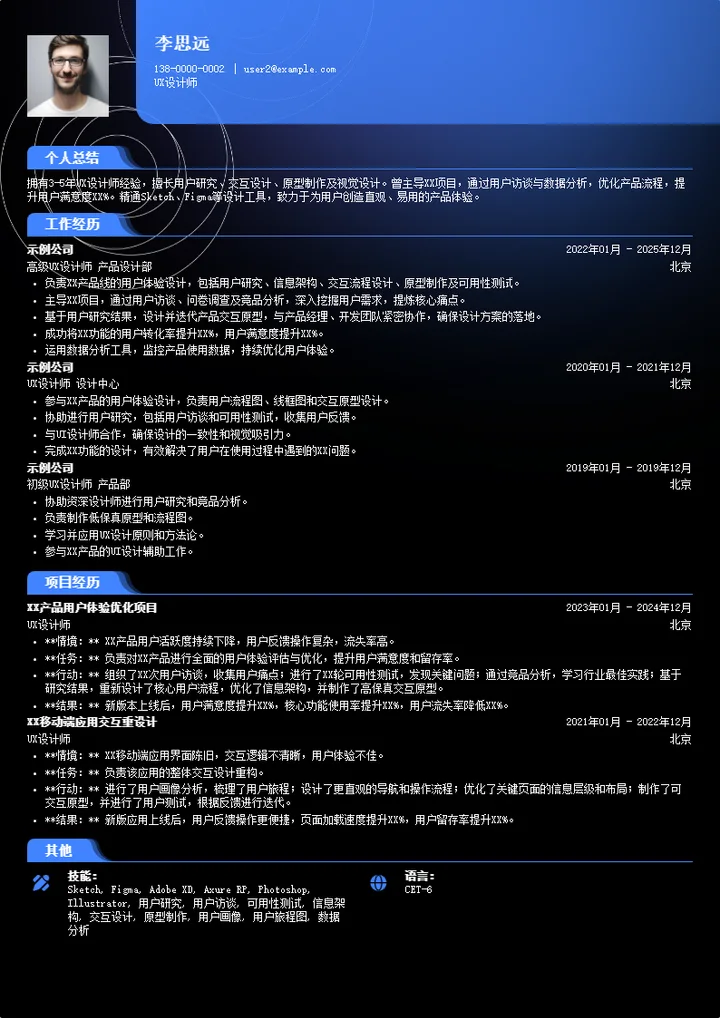 李思远
138-0000-0002 | user2@example.com
UX设计师
个人总结
拥有3-5年UX设计师经验，擅长用户研究、交互设计、原型制作及视觉设计。曾主导XX项目，通过用户访谈与数据分析，优化产品流程，提
升用户满意度XX%。精通Sketch、Figma等设计工具，致力于为用户创造直观、易用的产品体验。
工作经历
示例公司 2022年01月 - 2025年12月
高级UX设计师 产品设计部 北京
• 负责XX产品线的用户体验设计，包括用户研究、信息架构、交互流程设计、原型制作及可用性测试。
• 主导XX项目，通过用户访谈、问卷调查及竞品分析，深入挖掘用户需求，提炼核心痛点。
• 基于用户研究结果，设计并迭代产品交互原型，与产品经理、开发团队紧密协作，确保设计方案的落地。
• 成功将XX功能的用户转化率提升XX%，用户满意度提升XX%。
• 运用数据分析工具，监控产品使用数据，持续优化用户体验。
示例公司 2020年01月 - 2021年12月
UX设计师 设计中心 北京
• 参与XX产品的用户体验设计，负责用户流程图、线框图和交互原型设计。
• 协助进行用户研究，包括用户访谈和可用性测试，收集用户反馈。
• 与UI设计师合作，确保设计的一致性和视觉吸引力。
• 完成XX功能的设计，有效解决了用户在使用过程中遇到的XX问题。
示例公司 2019年01月 - 2019年12月
初级UX设计师 产品部 北京
• 协助资深设计师进行用户研究和竞品分析。
• 负责制作低保真原型和流程图。
• 学习并应用UX设计原则和方法论。
• 参与XX产品的UI设计辅助工作。
项目经历
XX产品用户体验优化项目 2023年01月 - 2024年12月
UX设计师 北京
• **情境：** XX产品用户活跃度持续下降，用户反馈操作复杂，流失率高。
• **任务：** 负责对XX产品进行全面的用户体验评估与优化，提升用户满意度和留存率。
• **行动：** 组织了XX次用户访谈，收集用户痛点；进行了XX轮可用性测试，发现关键问题；通过竞品分析，学习行业最佳实践；基于
研究结果，重新设计了核心用户流程，优化了信息架构，并制作了高保真交互原型。
• **结果：** 新版本上线后，用户满意度提升XX%，核心功能使用率提升XX%，用户流失率降低XX%。
XX移动端应用交互重设计 2021年01月 - 2022年12月
UX设计师 北京
• **情境：** XX移动端应用界面陈旧，交互逻辑不清晰，用户体验不佳。
• **任务：** 负责该应用的整体交互设计重构。
• **行动：** 进行了用户画像分析，梳理了用户旅程；设计了更直观的导航和操作流程；优化了关键页面的信息层级和布局；制作了可
交互原型，并进行了用户测试，根据反馈进行迭代。
• **结果：** 新版应用上线后，用户反馈操作更便捷，页面加载速度提升XX%，用户留存率提升XX%。
其他
技能：
Sketch, Figma, Adobe XD, Axure RP, Photoshop,
Illustrator, 用户研究, 用户访谈, 可用性测试, 信息架
构, 交互设计, 原型制作, 用户画像, 用户旅程图, 数据
分析
语言：
CET-6